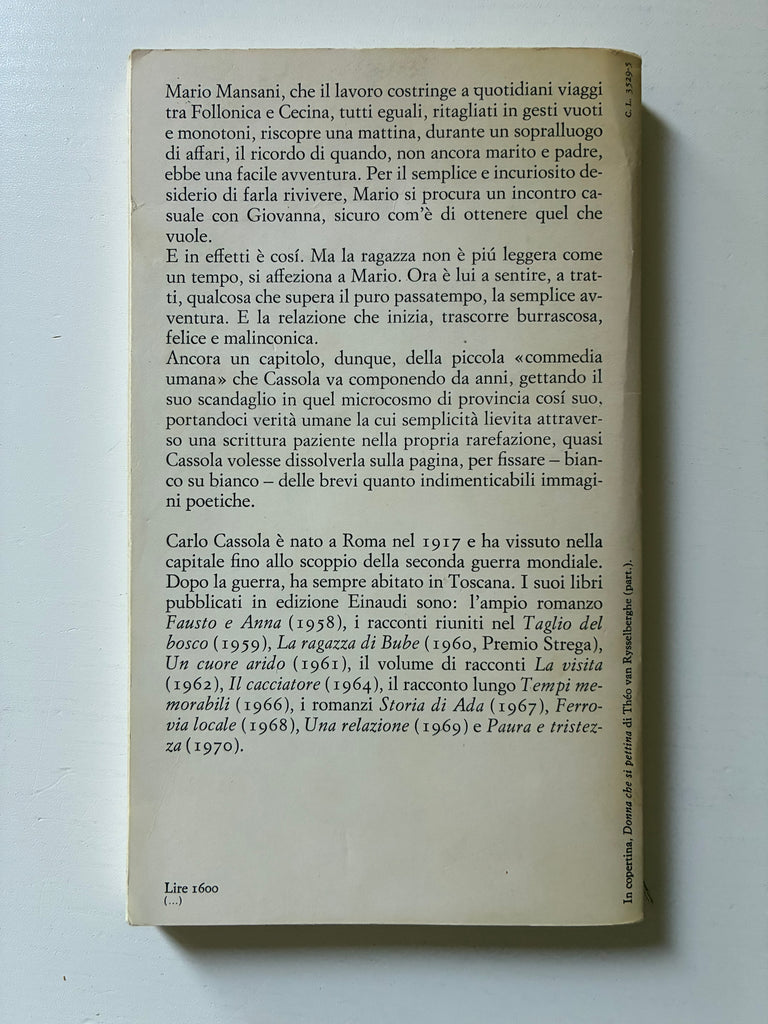 Mario Mansani, che il lavoro costringe a quotidiani viaggi
tra Follonica e Cecina, tutti eguali, ritagliati in gesti vuoti
e monotoni, riscopre una mattina, durante un sopralluogo
di affari, il ricordo di quando, non ancora marito e padre,
ebbe una facile avventura. Per il semplice e incuriosito de-
siderio di farla rivivere, Mario si procura un incontro ca-
suale con Giovanna, sicuro com'è di ottenere quel che
vuole.
E in effetti è cosí. Ma la ragazza non è piú leggera come
un tempo, si affeziona a Mario. Ora è lui a sentire, a trat-
ti, qualcosa che supera il puro passatempo, la semplice av-
ventura. E la relazione che inizia, trascorre burrascosa,
felice e malinconica.
Ancora un capitolo, dunque, della piccola «commedia
umana» che Cassola va componendo da anni, gettando il
suo scandaglio in quel microcosmo di provincia cosí suo,
portandoci verità umane la cui semplicità lievita attraver-
so una scrittura paziente nella propria rarefazione, quasi
Cassola volesse dissolverla sulla pagina, per fissare – bian-
co su bianco – delle brevi quanto indimenticabili immagi-
ni poetiche.
Carlo Cassola è nato a Roma nel 1917 e ha vissuto nella
capitale fino allo scoppio della seconda guerra mondiale.
Dopo la guerra, ha sempre abitato in Toscana. I suoi libri
pubblicati in edizione Einaudi sono: l'ampio romanzo
Fausto e Anna (1958), i racconti riuniti nel Taglio del
bosco (1959), La ragazza di Bube (1960, Premio Strega),
Un cuore arido (1961), il volume di racconti La visita
(1962), Il cacciatore (1964), il racconto lungo Tempi me-
morabili (1966), i romanzi Storia di Ada (1967), Ferro-
via locale (1968), Una relazione (1969) e Paura e tristez-
za (1970).
Lire 1600
(...)
C. L. 3529-5
In copertina, Donna che si pettina di Théo van Rysselberghe (part.).